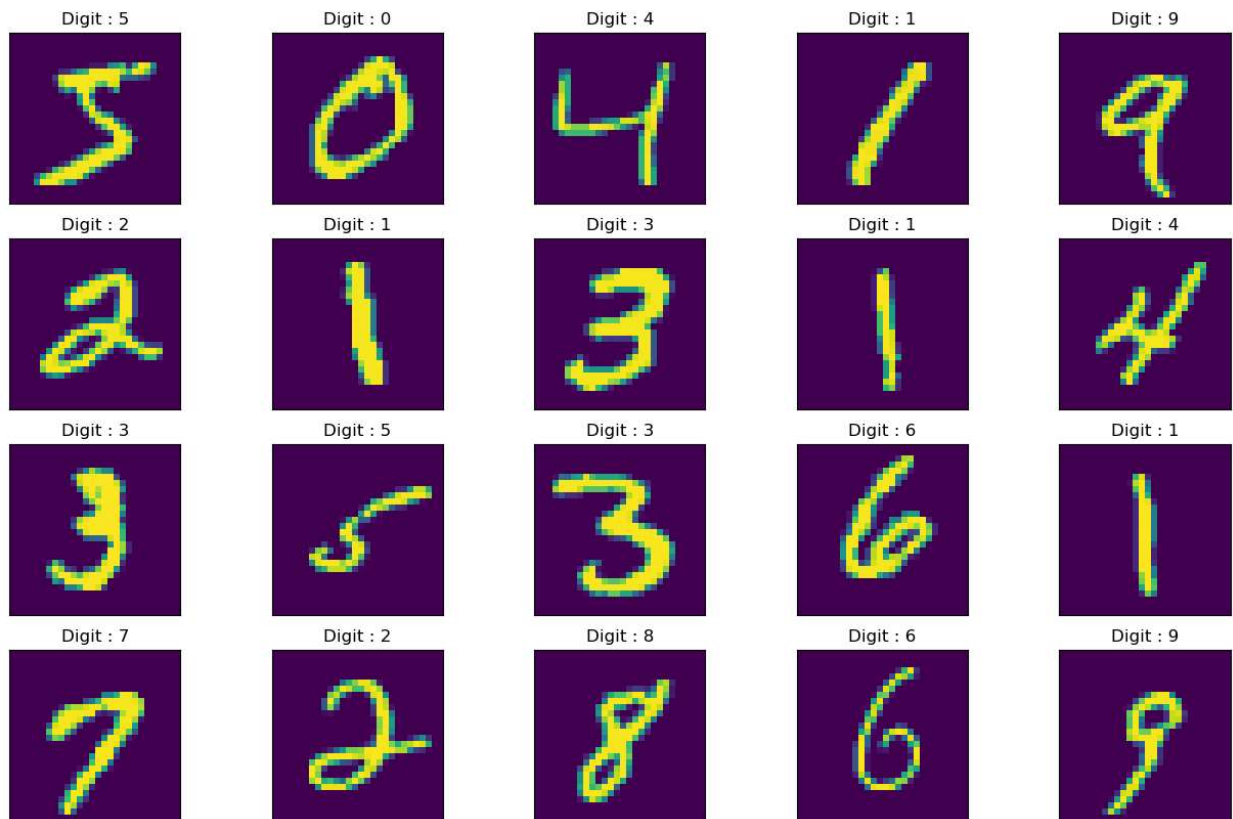 Digit : 5 Digit : 0 Digit : 4 Digit : 1 Digit : 9
5 0 4 1 9
Digit : 2 Digit : 1 Digit : 3 Digit : 1 Digit : 4
2 1 3 1 4
Digit : 3 Digit : 5 Digit : 3 Digit : 6 Digit : 1
3 5 3 6 1
Digit : 7 Digit : 2 Digit : 8 Digit : 6 Digit : 9
7 2 8 6 9